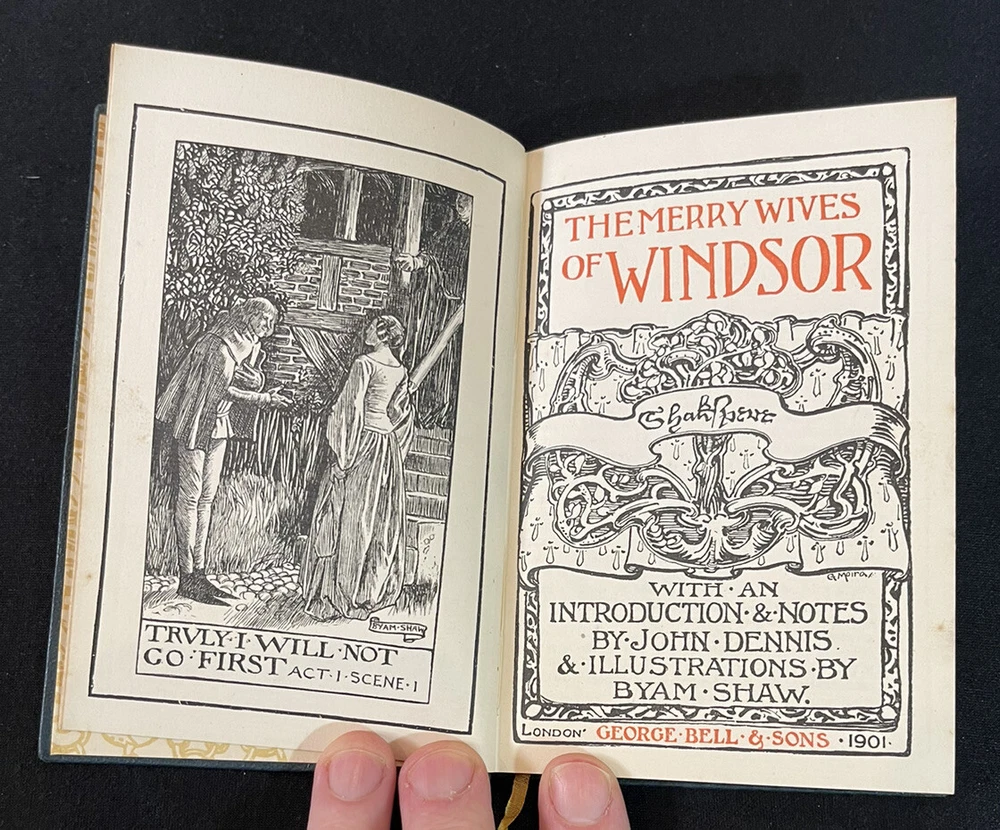 BYAM·SHAW
TRVLY·I·WILL·NOT
GO·FIRST ACT·I·SCENE·I
THE MERRY WIVES
OF WINDSOR
Shakspere
WITH·AN
INTRODUCTION·&·NOTES
BY·JOHN·DENNIS
&·ILLUSTRATIONS·BY
BYAM·SHAW.
LONDON· GEORGE·BELL·&·SONS·1901·